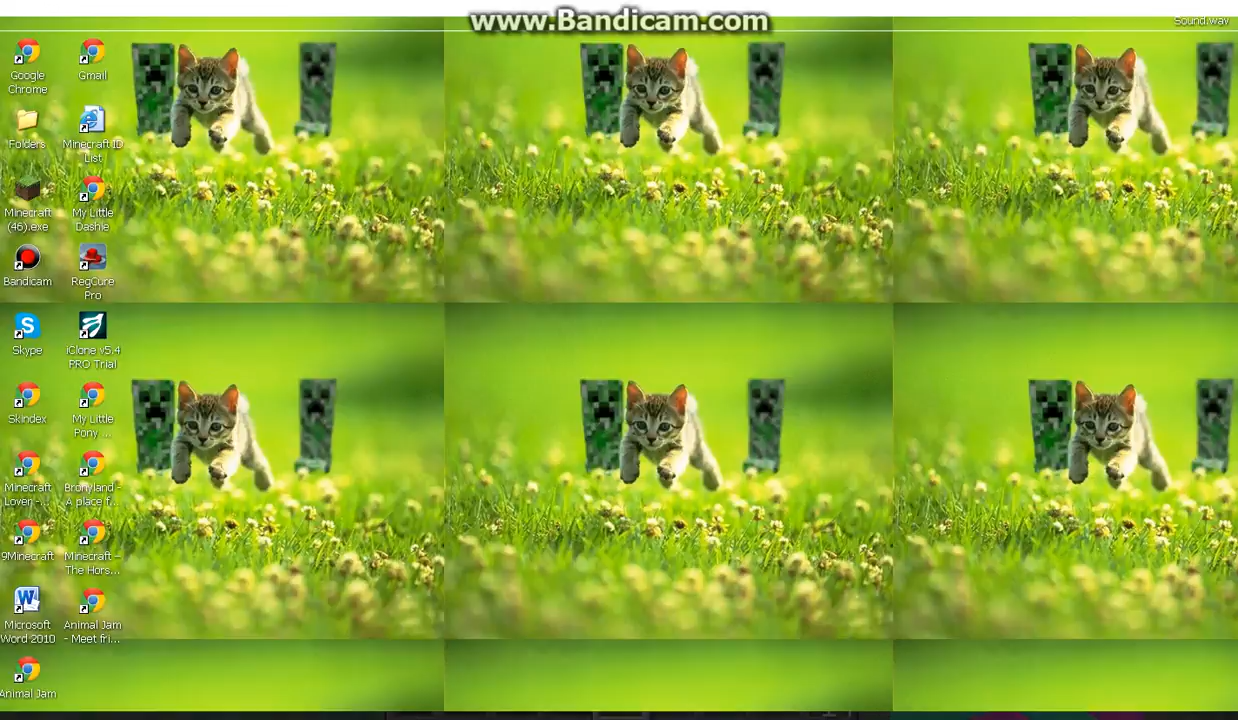 www.Bandicam.com
Sound.wav
Google
Chrome
Gmail
Folders
Minecraft ID
List
Minecraft
(46).exe
My Little
Dashie
Bandicam
RegCure
Pro
Skype
iClone v5.4
PRO Trial
Skindex
My Little
Pony ...
Minecraft
Lover -...
Bronyland -
A place f...
9Minecraft
Minecraft –
The Hors...
Microsoft
Word 2010
Animal Jam
- Meet fri...
Animal Jam